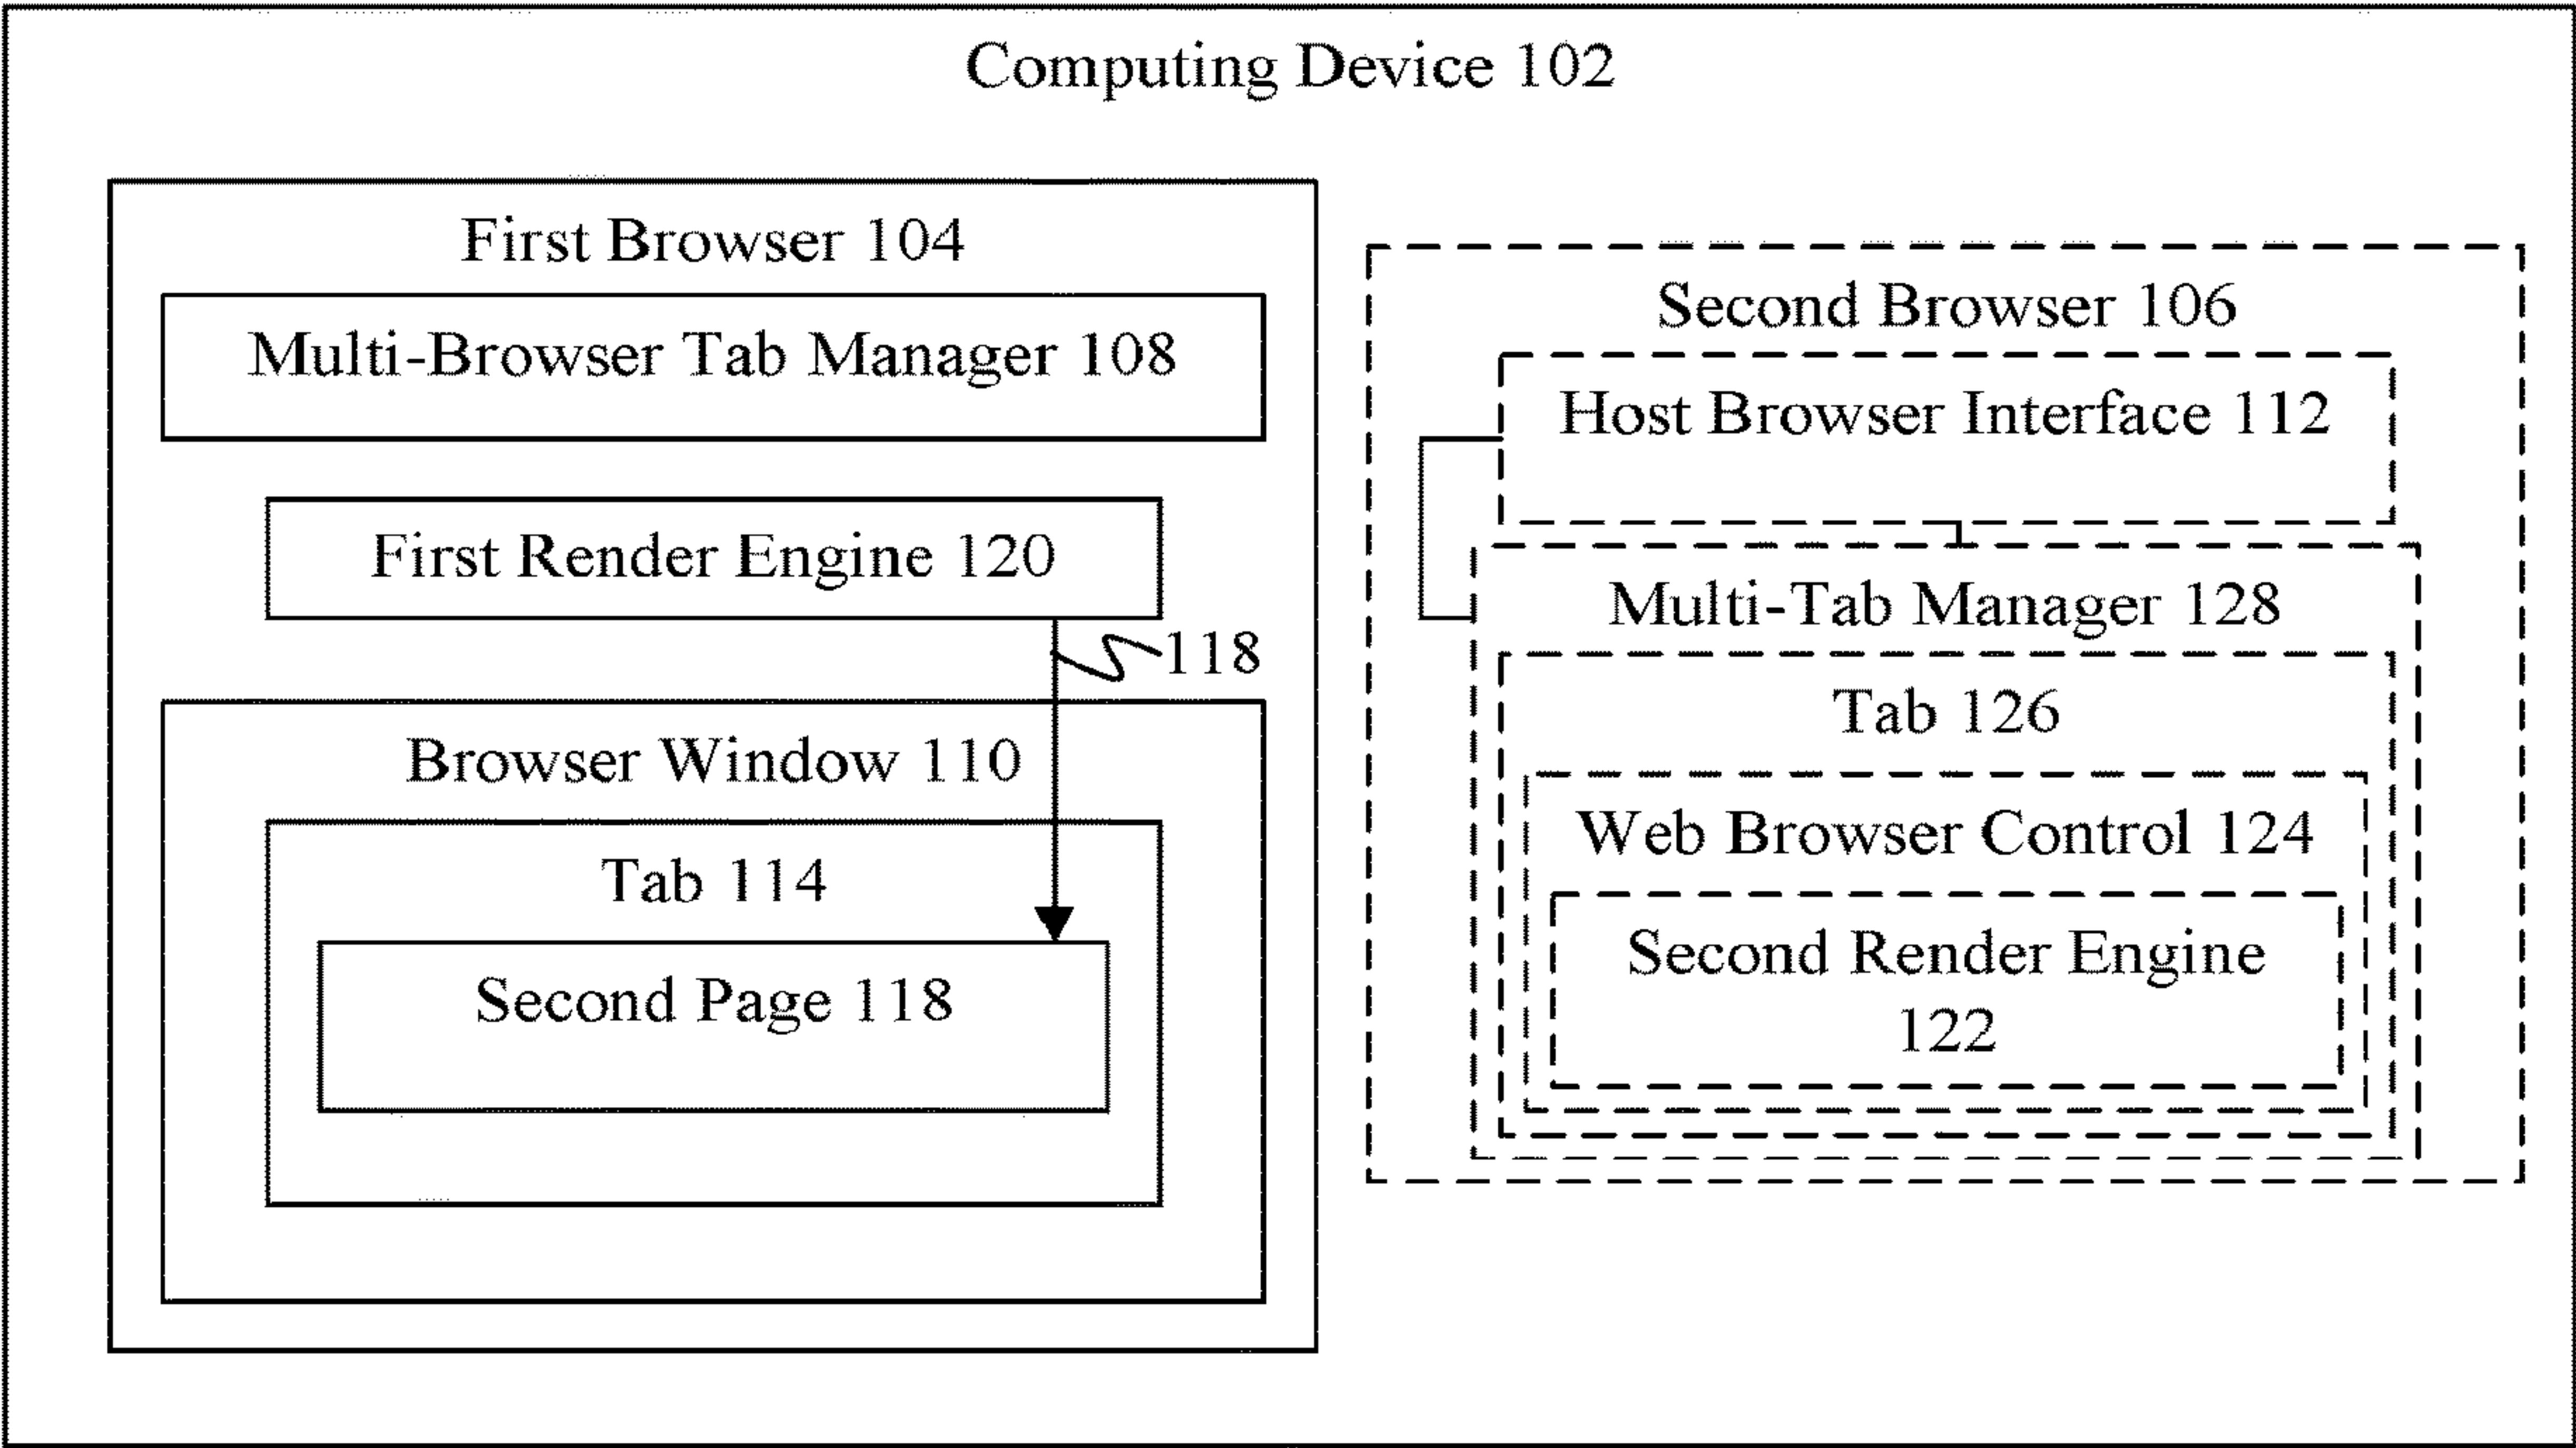 Computing Device 102
First Browser 104
Multi-Browser Tab Manager 108
First Render Engine 120
118
Browser Window 110
Tab 114
Second Page 118
Second Browser 106
Host Browser Interface 112
Multi-Tab Manager 128
Tab 126
Web Browser Control 124
Second Render Engine
122